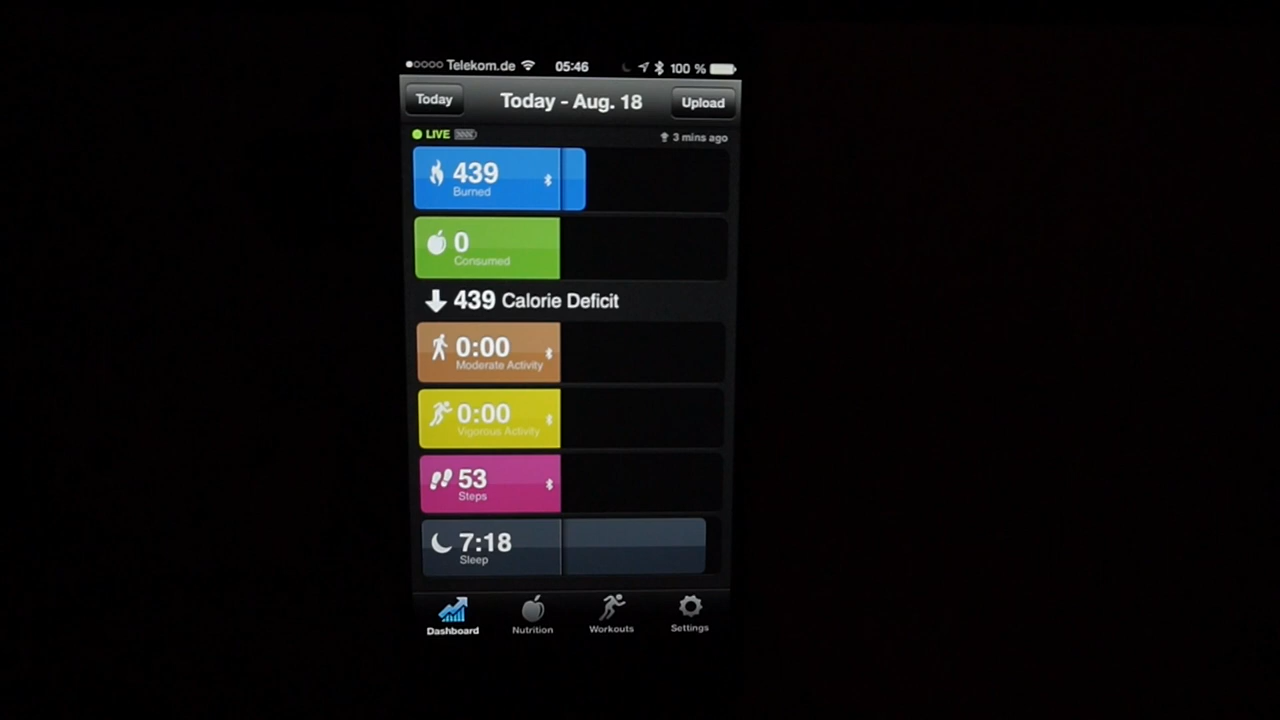 Telekom.de 05:46 100 %
Today Today - Aug. 18 Upload
LIVE 3 mins ago
439
Burned
0
Consumed
439 Calorie Deficit
0:00
Moderate Activity
0:00
Vigorous Activity
53
Steps
7:18
Sleep
Dashboard Nutrition Workouts Settings